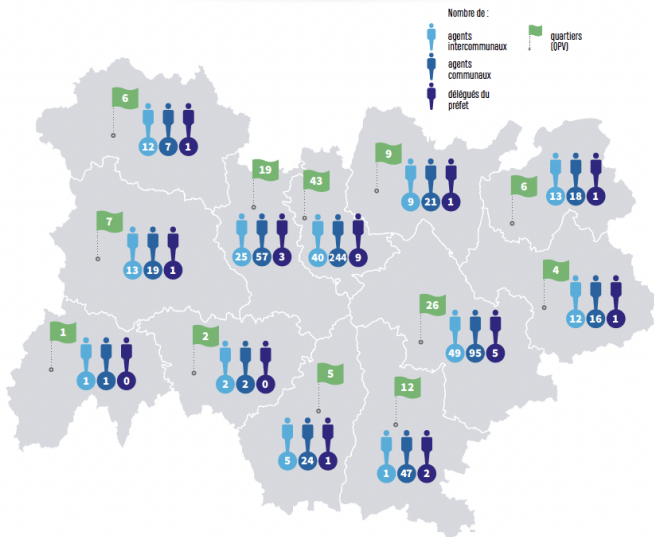 Nombre de :
agents
intercommunaux
quartiers
(QPV)
agents
communaux
délégués du
préfet
6
12 7 1
19
25 57 3
43
40 244 9
9
9 21 1
6
13 18 1
7
13 19 1
4
12 16 1
26
49 95 5
1
1 1 0
2
2 2 0
5
5 24 1
12
1 47 2